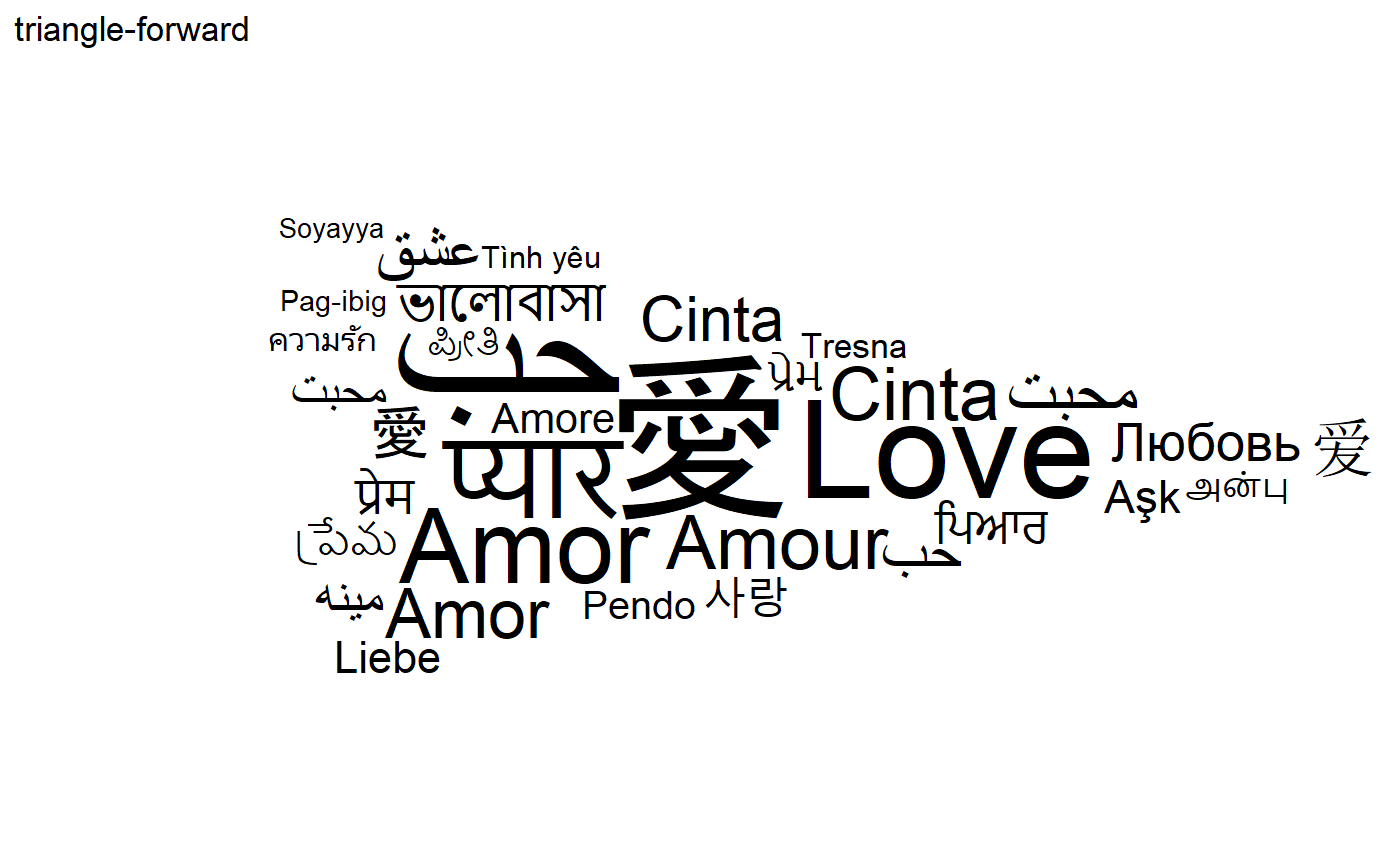 triangle-forward
Soyayya
عشق
Tình yêu
Pag-ibig
ভালোবাসা
Cinta
ความรัก
ప్రీతి
حب
Tresna
પ્રેમ
محبت
愛
Amore
愛
Cinta
محبت
Love
Любовь
爱
प्रेम
प्यार
Aşk
அன்பு
ప్రేమ
Amor
Amour
حب
ਪਿਆਰ
مينه
Amor
Pendo
사랑
Liebe